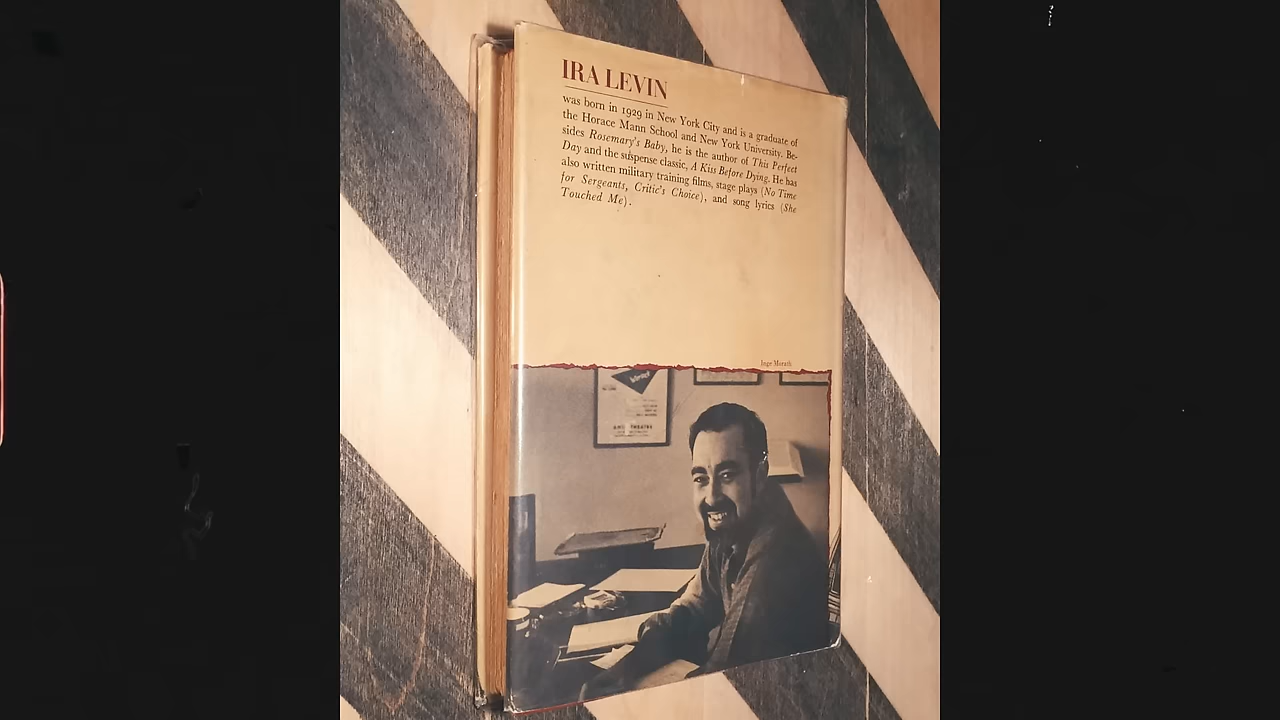 IRA LEVIN
was born in 1929 in New York City and is a graduate of
the Horace Mann School and New York University. Be-
sides Rosemary's Baby, he is the author of This Perfect
Day and the suspense classic, A Kiss Before Dying. He has
also written military training films, stage plays (No Time
for Sergeants, Critic's Choice), and song lyrics (She
Touched Me).
Inge Morath
THEATRE